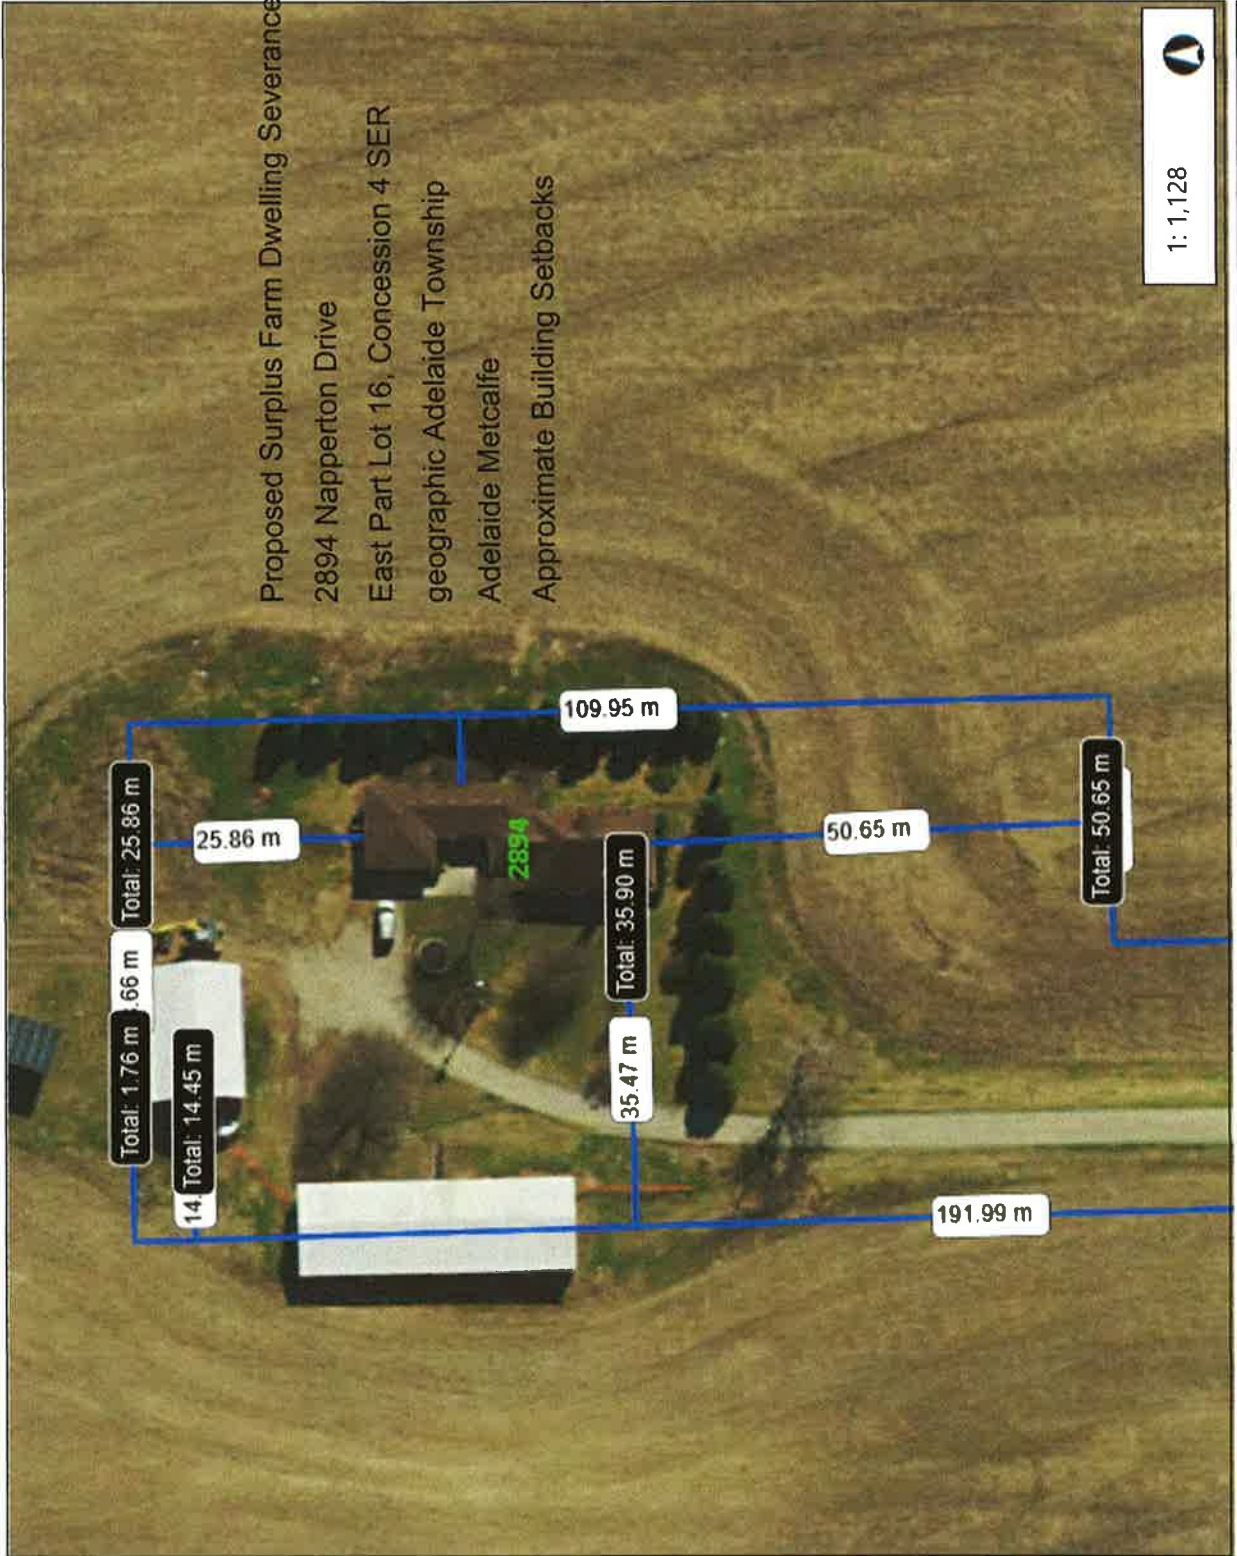 Proposed Surplus Farm Dwelling Severance
2894 Napperton Drive
East Part Lot 16, Concession 4 SER
geographic Adelaide Township
Adelaide Metcalfe
Approximate Building Setbacks
Total: 25.86 m
.66 m
Total: 1.76 m
25.86 m
14.
Total: 14.45 m
109.95 m
2894
Total: 35.90 m
35.47 m
50.65 m
Total: 50.65 m
191.99 m
1: 1,128